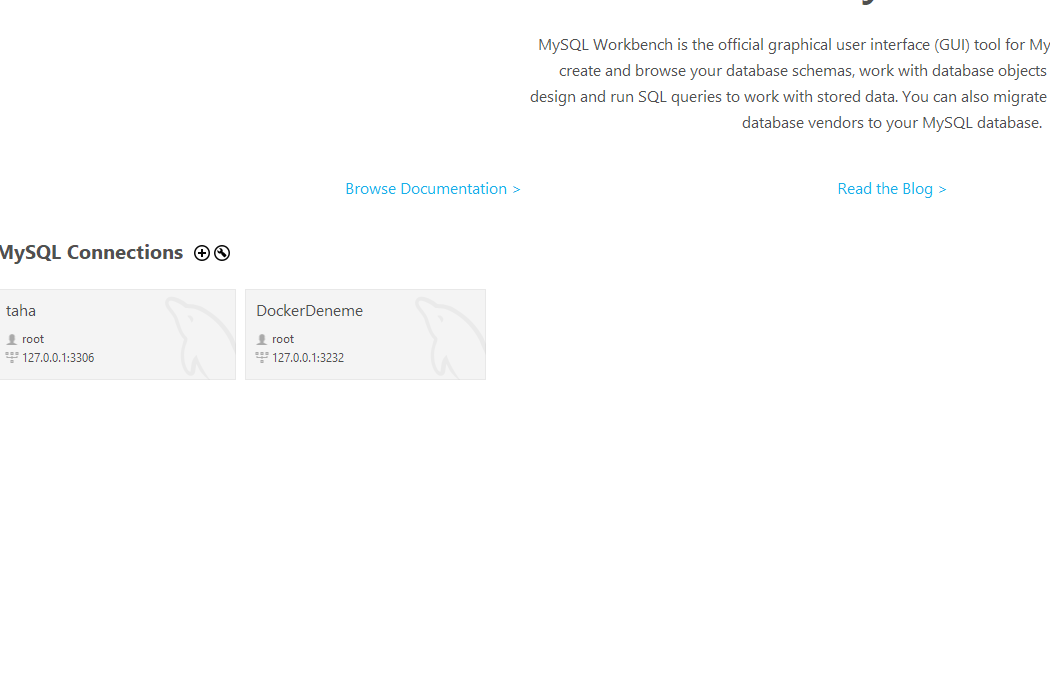 MySQL Workbench is the official graphical user interface (GUI) tool for My
create and browse your database schemas, work with database objects
design and run SQL queries to work with stored data. You can also migrate
database vendors to your MySQL database.
Browse Documentation >
Read the Blog >
MySQL Connections
taha
root
127.0.0.1:3306
DockerDeneme
root
127.0.0.1:3232